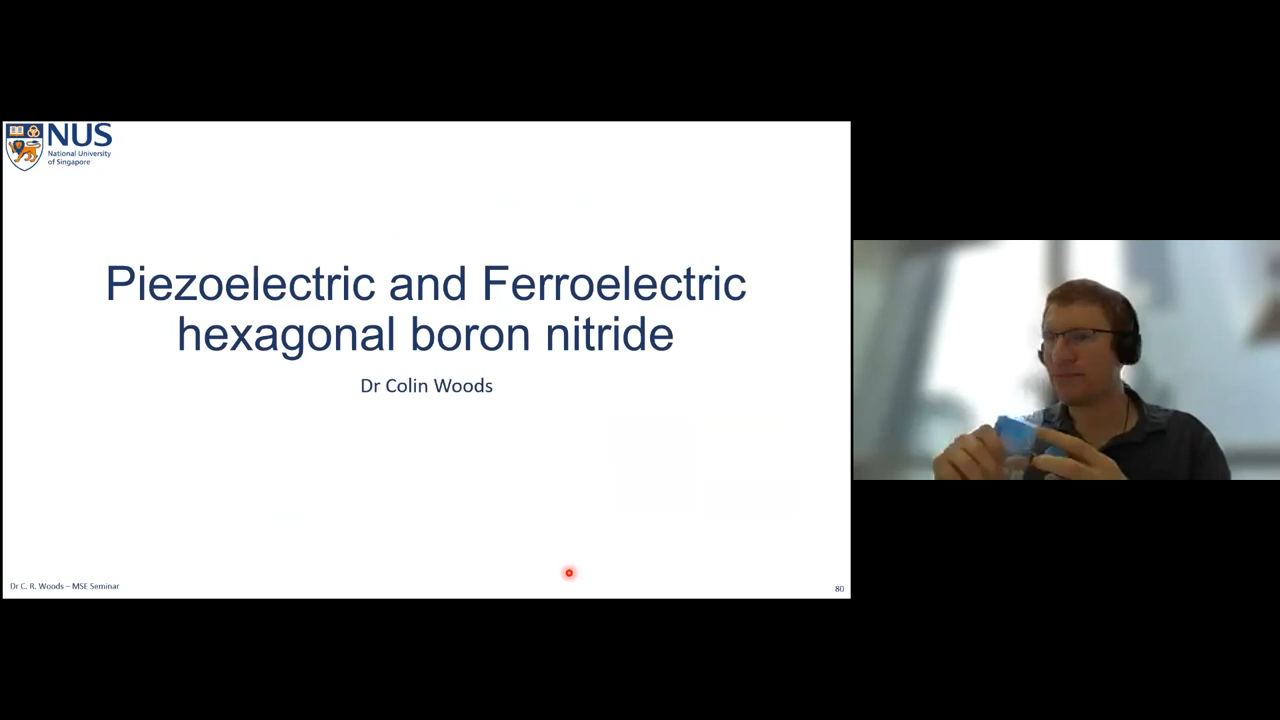 NUS
National University
of Singapore
Piezoelectric and Ferroelectric
hexagonal boron nitride
Dr Colin Woods
Dr C. R. Woods – MSE Seminar
80